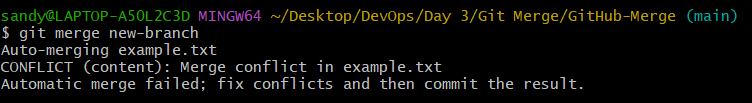 sandy@LAPTOP-A50L2C3D MINGW64 ~/Desktop/DevOps/Day 3/Git Merge/GitHub-Merge (main)
$ git merge new-branch
Auto-merging example.txt
CONFLICT (content): Merge conflict in example.txt
Automatic merge failed; fix conflicts and then commit the result.